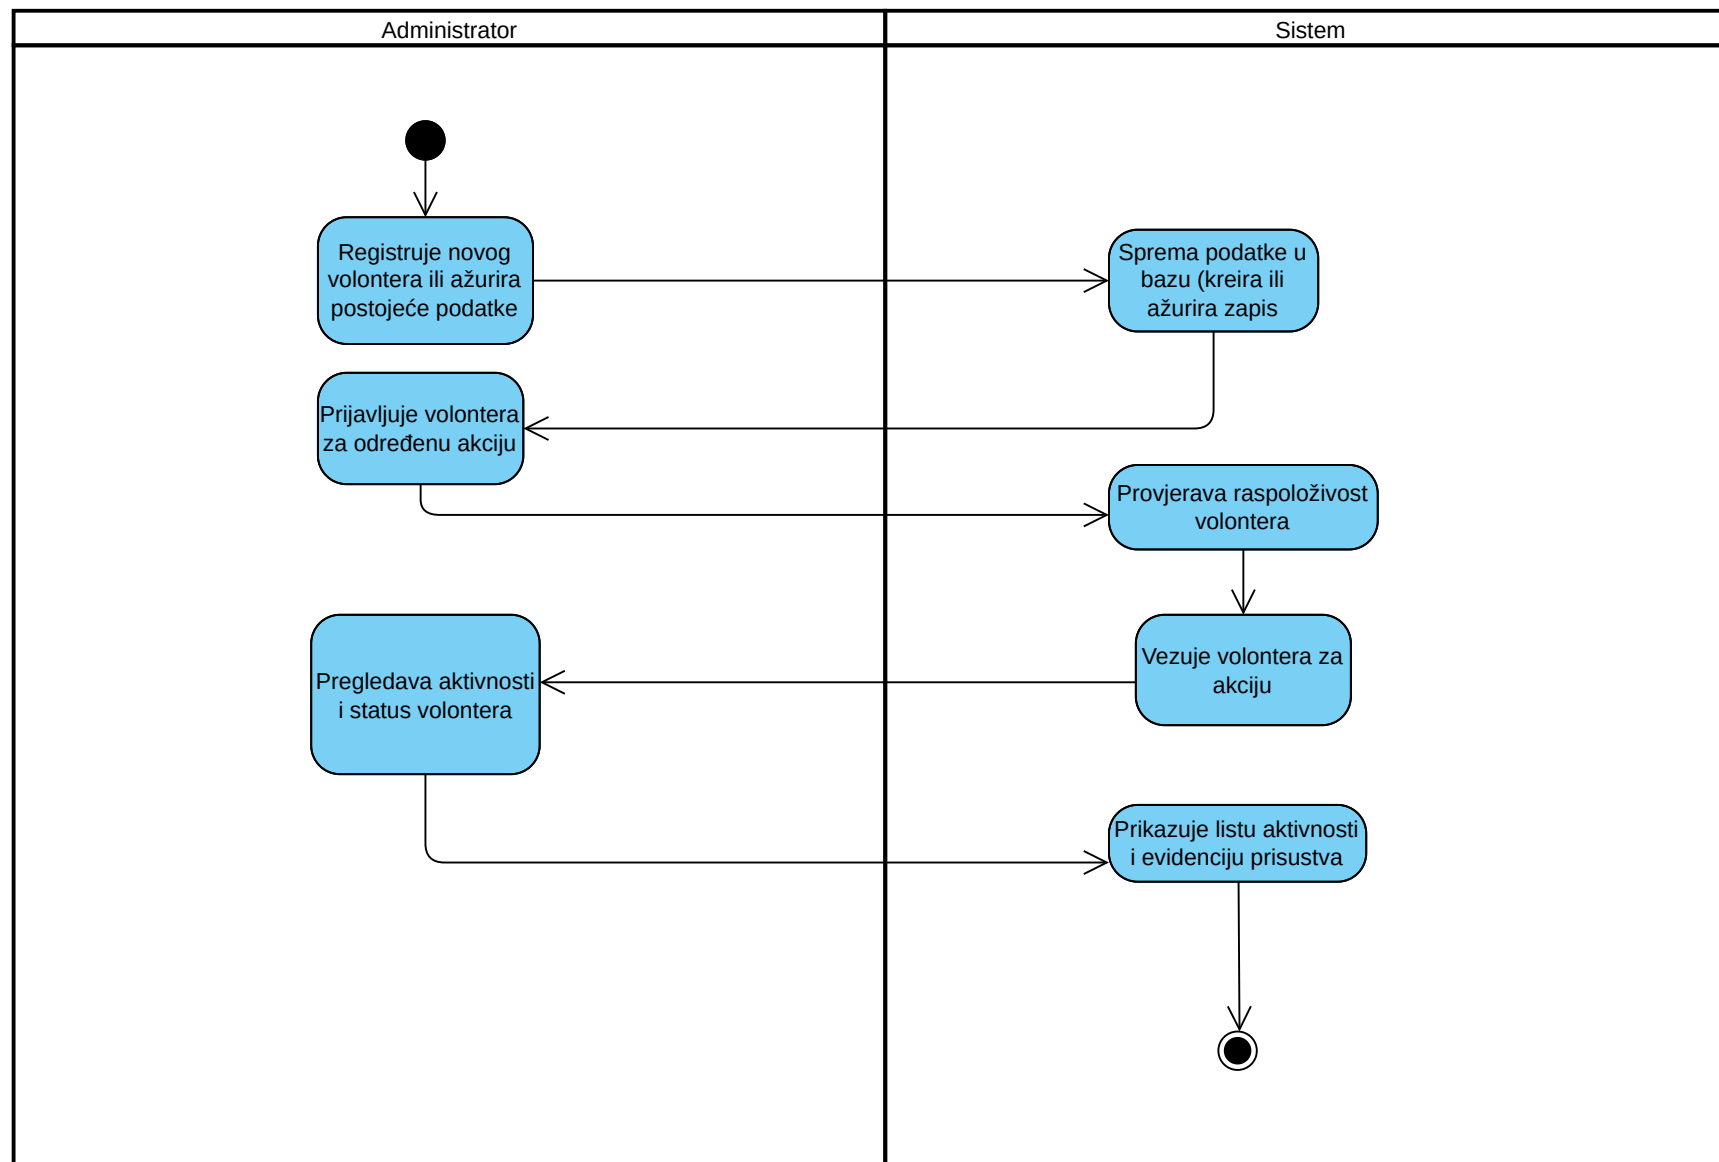 Administrator
Sistem
Registruje novog
volontera ili ažurira
postojeće podatke
Sprema podatke u
bazu (kreira ili
ažurira zapis
Prijavljuje volontera
za određenu akciju
Provjerava raspoloživost
volontera
Vezuje volontera za
akciju
Pregledava aktivnosti
i status volontera
Prikazuje listu aktivnosti
i evidenciju prisustva